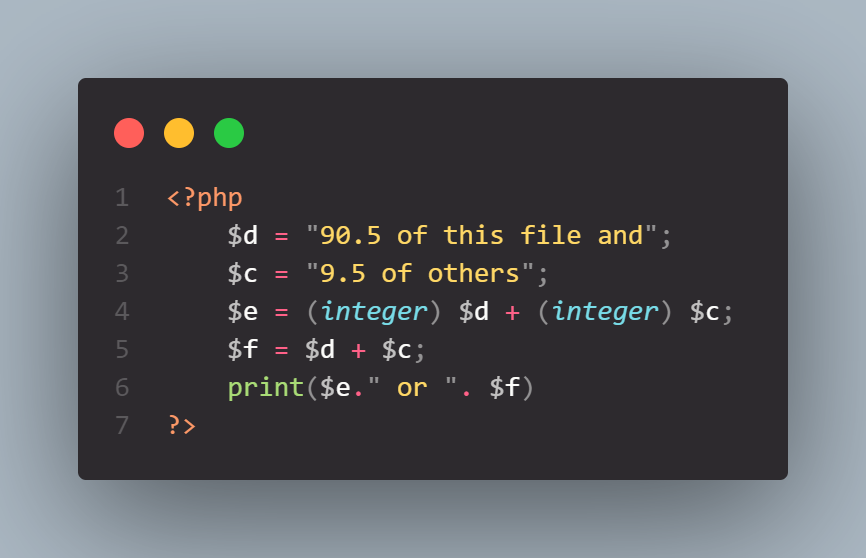 1 <?php
2     $d = "90.5 of this file and";
3     $c = "9.5 of others";
4     $e = (integer) $d + (integer) $c;
5     $f = $d + $c;
6     print($e." or ". $f)
7 ?>